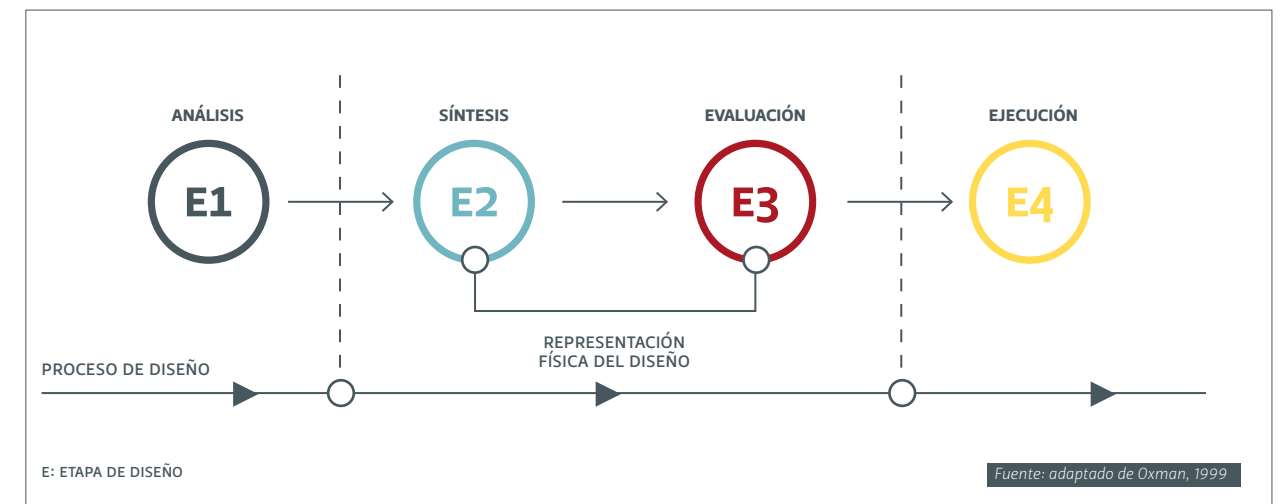 ANÁLISIS
SÍNTESIS
EVALUACIÓN
EJECUCIÓN
E1
E2
E3
E4
REPRESENTACIÓN
FÍSICA DEL DISEÑO
PROCESO DE DISEÑO
E: ETAPA DE DISEÑO
Fuente: adaptado de Oxman, 1999